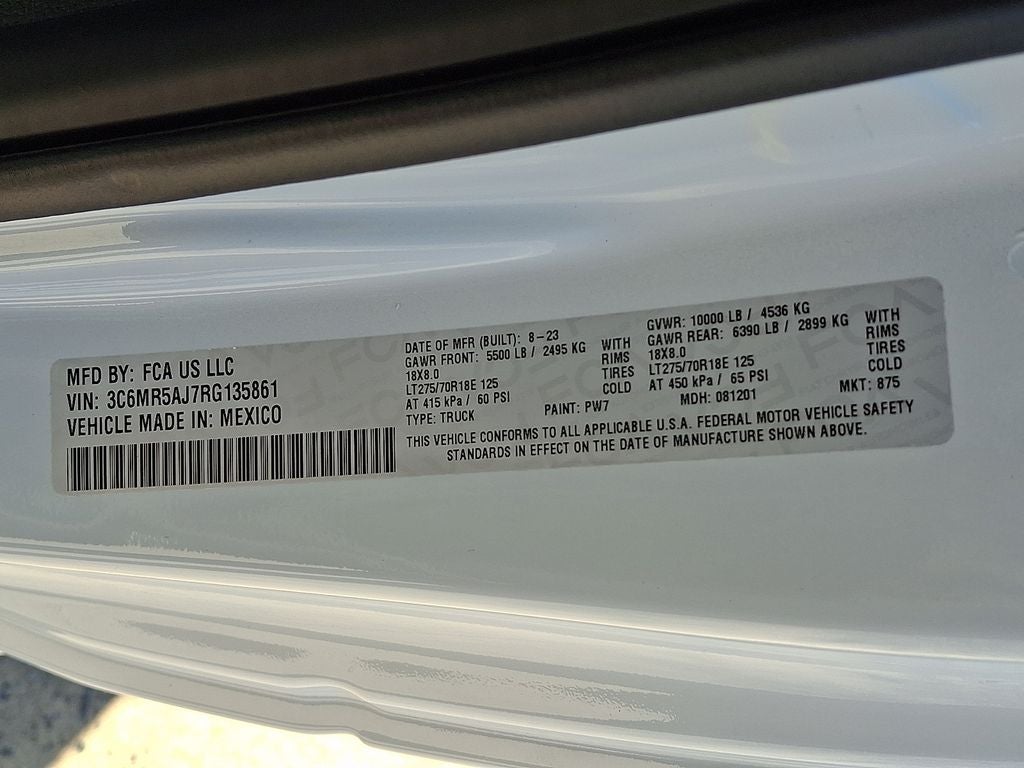 MFD BY: FCA US LLC
VIN: 3C6MR5AJ7RG135861
VEHICLE MADE IN: MEXICO
DATE OF MFR (BUILT): 8-23
GAWR FRONT: 5500 LB / 2495 KG WITH
18X8.0 RIMS
LT275/70R18E 125 TIRES
AT 415 kPa / 60 PSI COLD
TYPE: TRUCK PAINT: PW7
GVWR: 10000 LB / 4536 KG
GAWR REAR: 6390 LB / 2899 KG WITH
18X8.0 RIMS
LT275/70R18E 125 TIRES
AT 450 kPa / 65 PSI COLD
MDH: 081201 MKT: 875
THIS VEHICLE CONFORMS TO ALL APPLICABLE U.S.A. FEDERAL MOTOR VEHICLE SAFETY
STANDARDS IN EFFECT ON THE DATE OF MANUFACTURE SHOWN ABOVE.